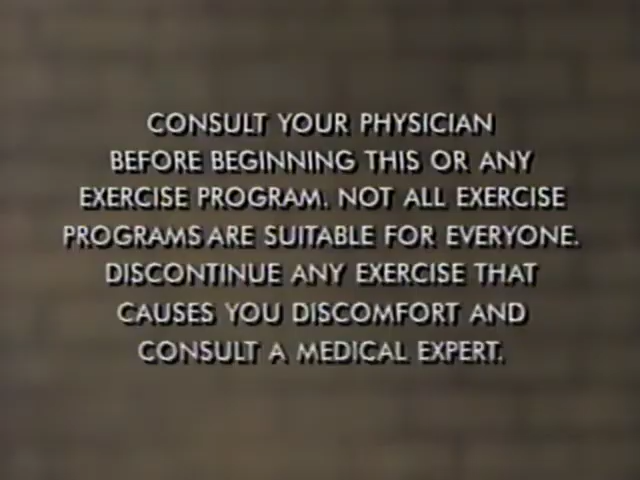 CONSULT YOUR PHYSICIAN
BEFORE BEGINNING THIS OR ANY
EXERCISE PROGRAM. NOT ALL EXERCISE
PROGRAMS ARE SUITABLE FOR EVERYONE.
DISCONTINUE ANY EXERCISE THAT
CAUSES YOU DISCOMFORT AND
CONSULT A MEDICAL EXPERT.